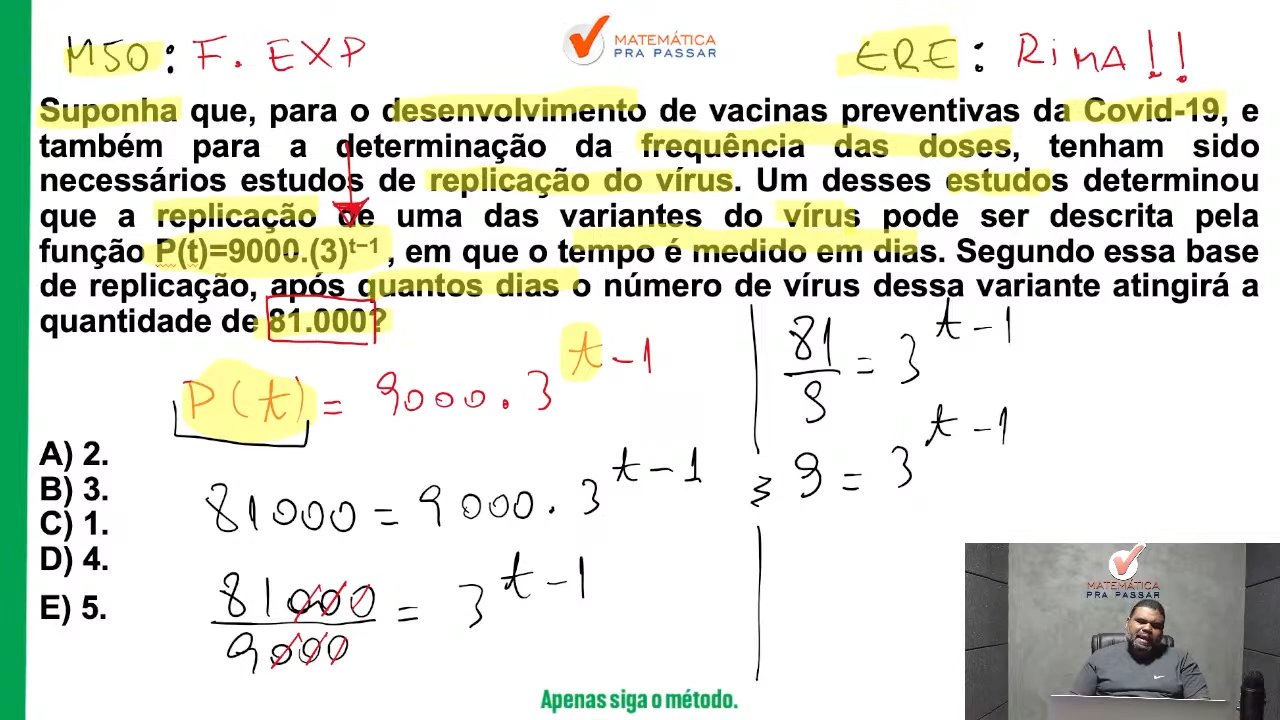 M50: F. EXP
MATEMÁTICA
PRA PASSAR
ERE: RiMA!!
Suponha que, para o desenvolvimento de vacinas preventivas da Covid-19, e
também para a determinação da frequência das doses, tenham sido
necessários estudos de replicação do vírus. Um desses estudos determinou
que a replicação de uma das variantes do vírus pode ser descrita pela
função P(t)=9000.(3)ᵗ⁻¹ , em que o tempo é medido em dias. Segundo essa base
de replicação, após quantos dias o número de vírus dessa variante atingirá a
quantidade de 81.000?
P(t) = 9000. 3^t-1
A) 2.
B) 3.
C) 1.
D) 4.
E) 5.
81000 = 9000. 3^t-1
81000/9000 = 3^t-1
81/9 = 3^t-1
9 = 3^t-1
MATEMÁTICA
PRA PASSAR
Apenas siga o método.